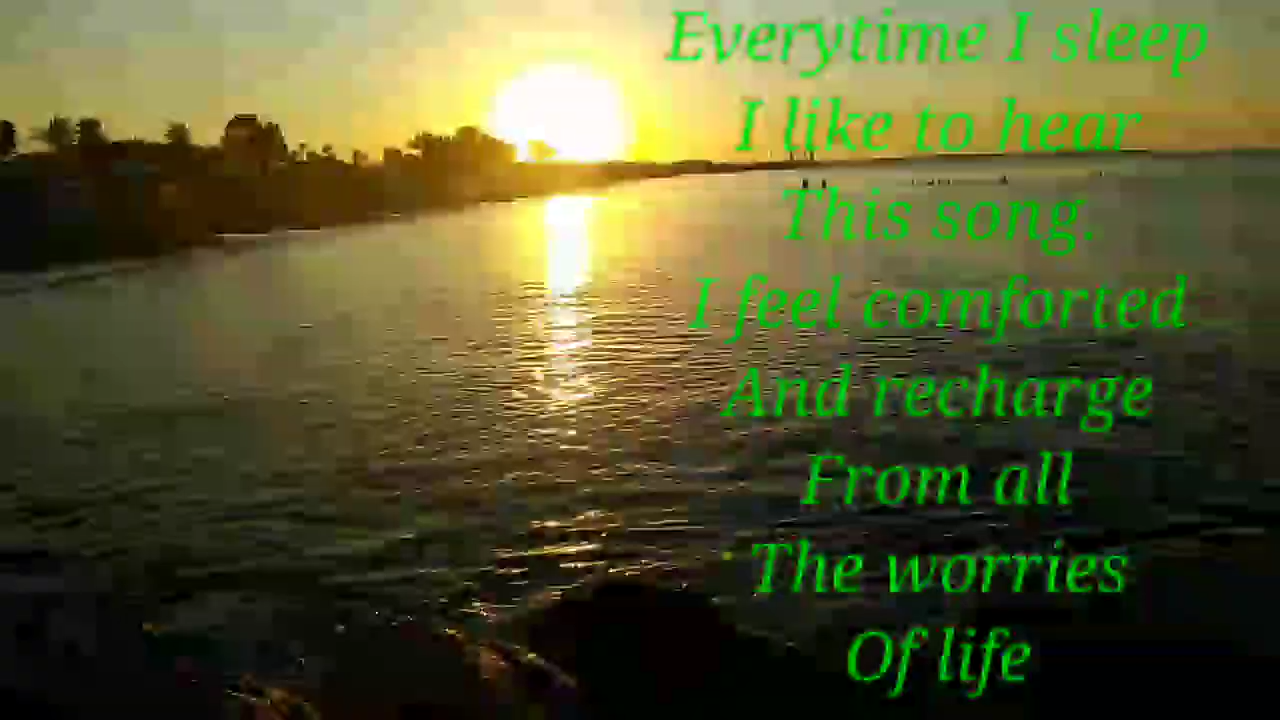 Everytime I sleep
I like to hear
This song.
I feel comforted
And recharge
From all
The worries
Of life